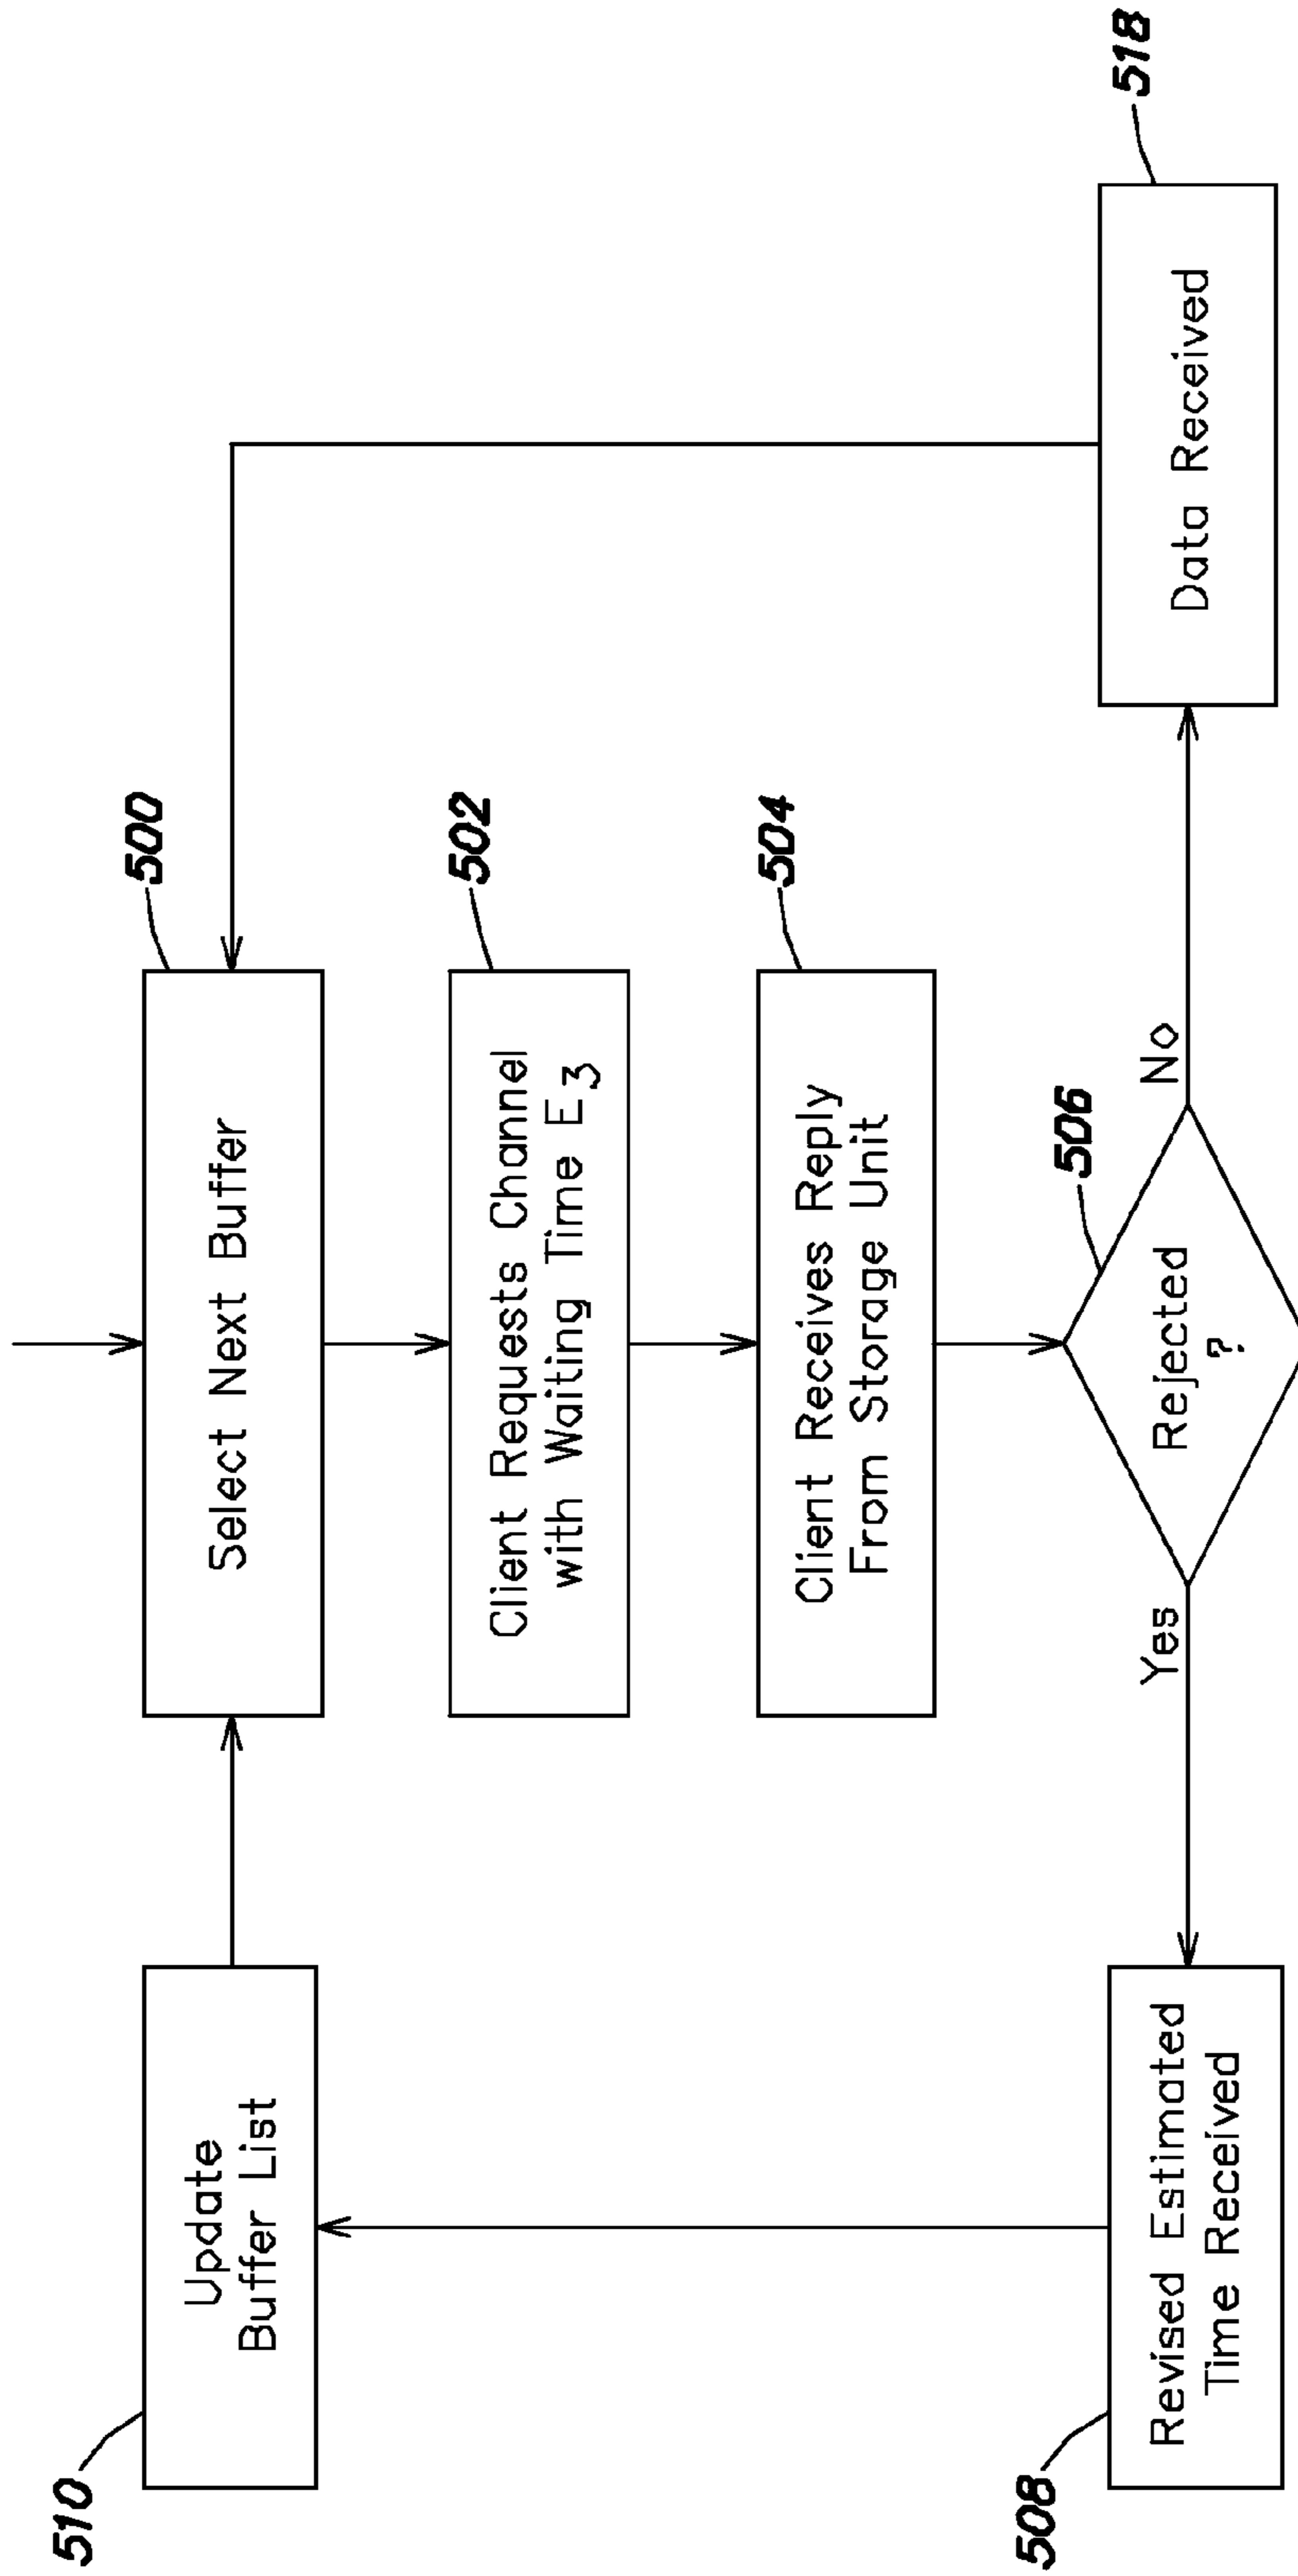 510
Update
Buffer List
500
Select Next Buffer
502
Client Requests Channel
with Waiting Time E3
504
Client Receives Reply
From Storage Unit
506
Rejected
?
Yes
No
508
Revised Estimated
Time Received
518
Data Received